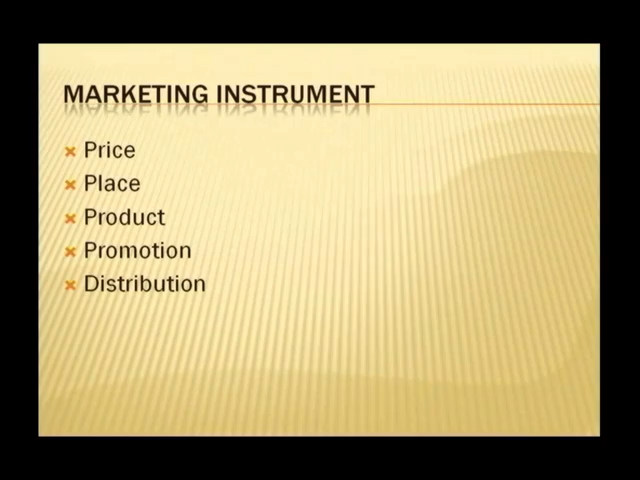 MARKETING INSTRUMENT
Price
Place
Product
Promotion
Distribution